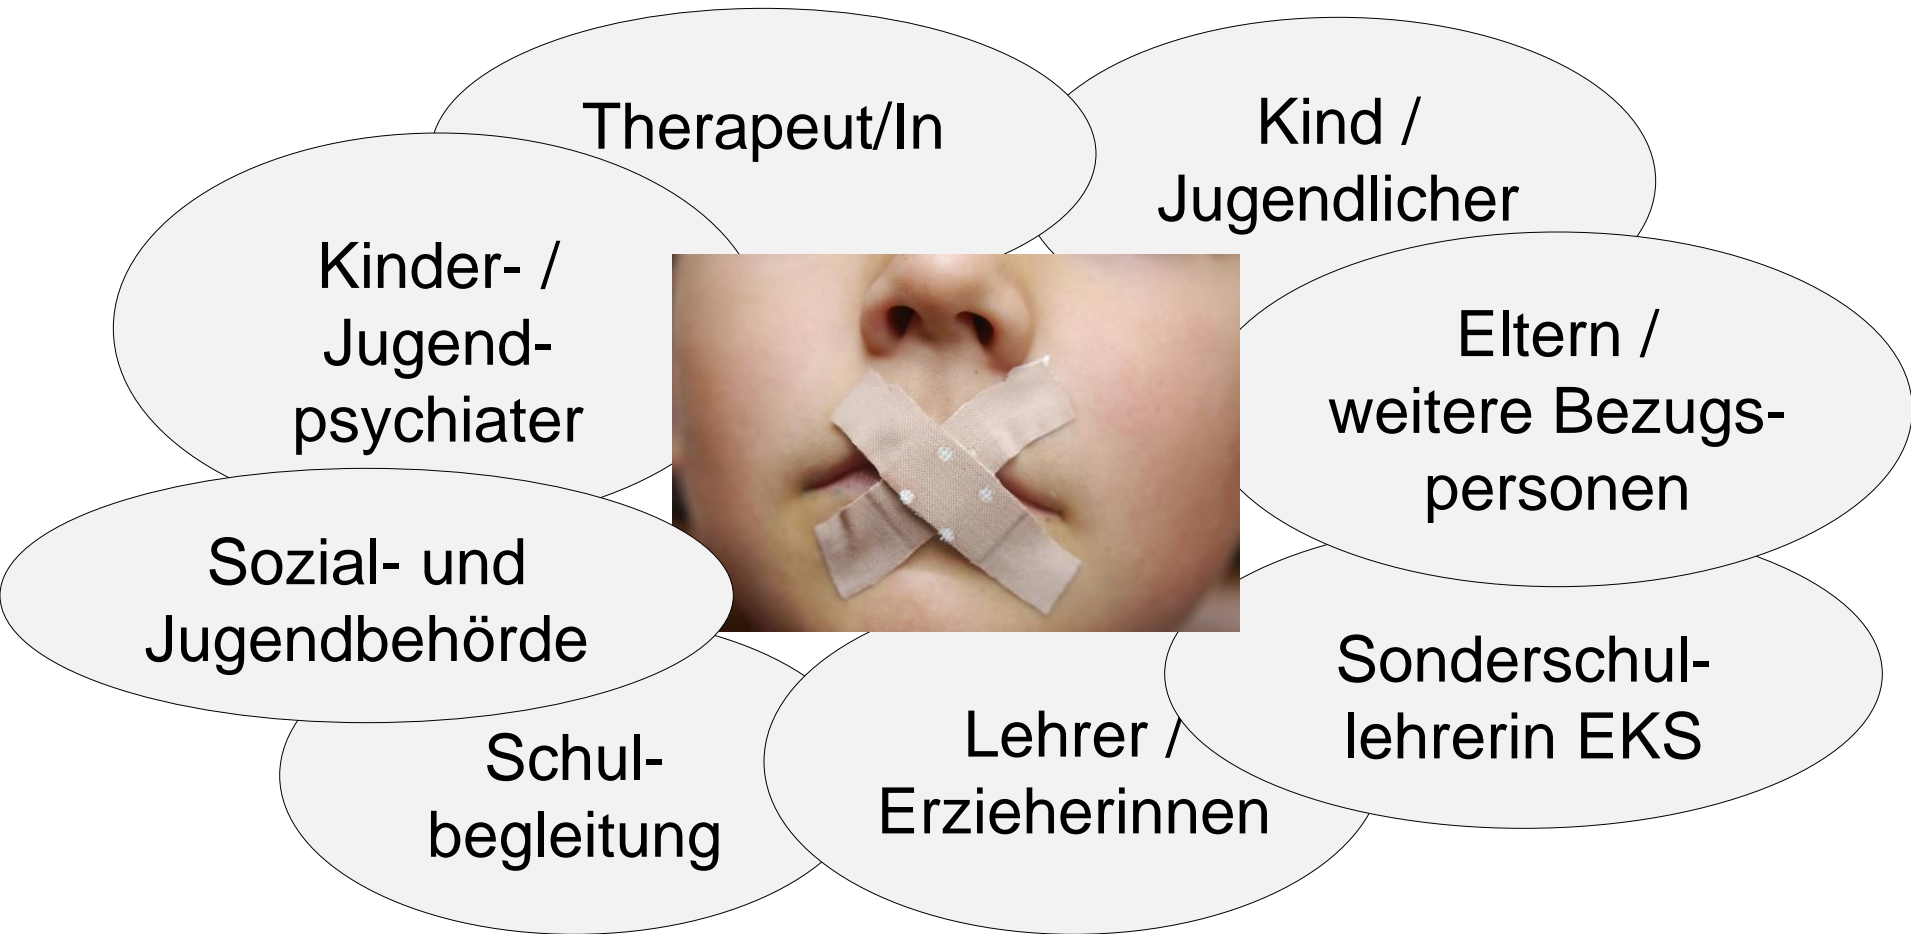 Therapeut/In
Kind /
Jugendlicher
Kinder- /
Jugend-
psychiater
Eltern /
weitere Bezugs-
personen
Sozial- und
Jugendbehörde
Sonderschul-
lehrerin EKS
Schul-
begleitung
Lehrer /
Erzieherinnen